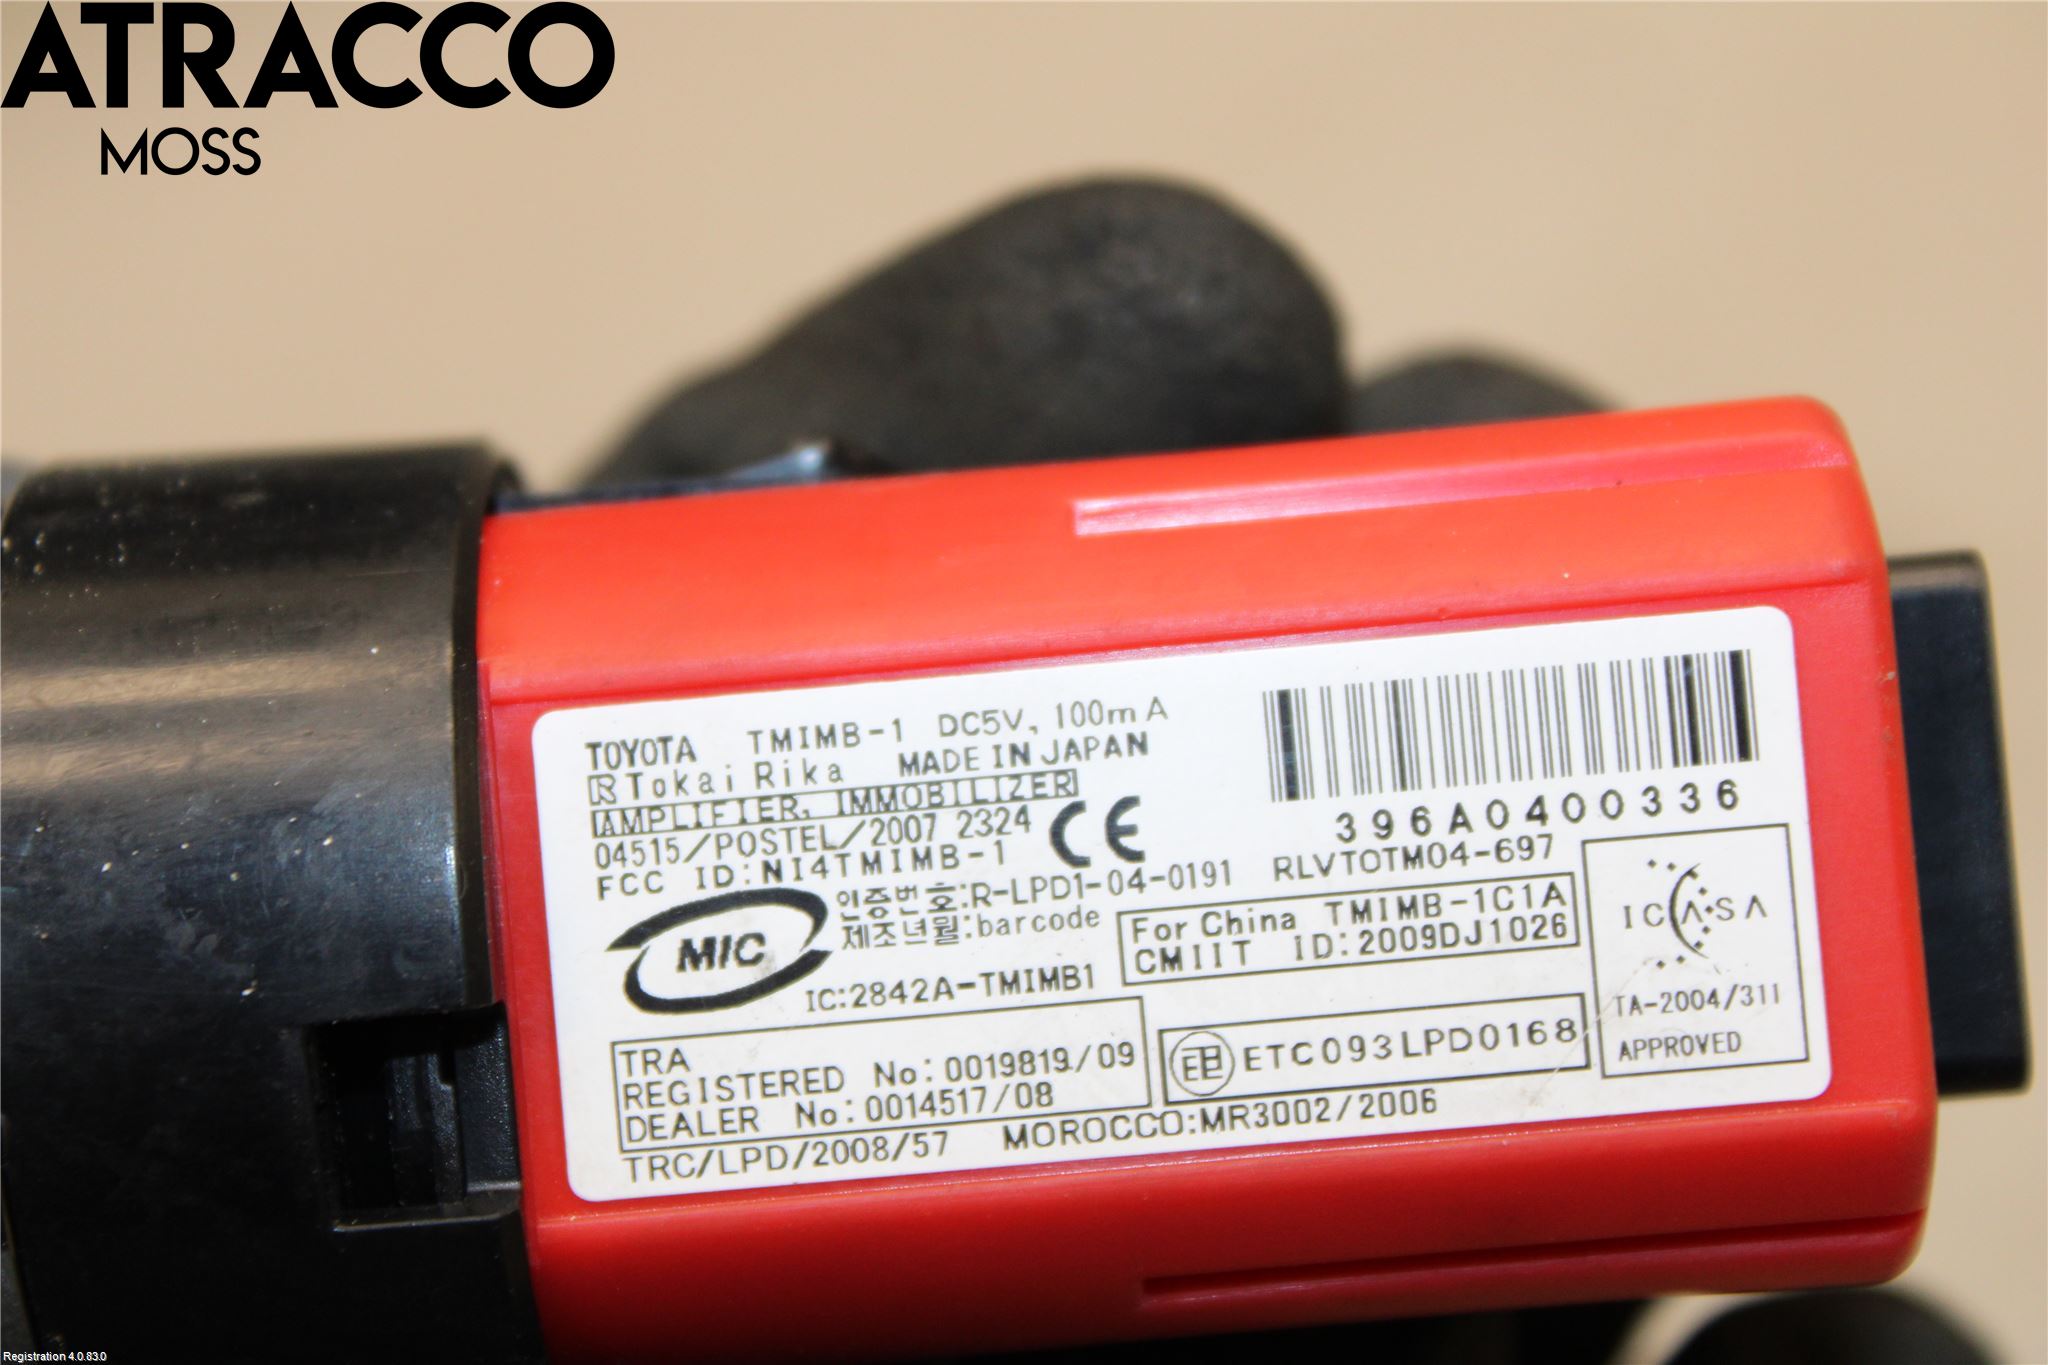 ATRACCO
MOSS
TOYOTA TMIMB-1 DC5V, 100mA
R Tokai Rika MADE IN JAPAN
AMPLIFIER, IMMOBILIZER
04515/POSTEL/2007 2324
CE
FCC ID:NI4TMIMB-1
396A0400336
RLVTOTM04-697
MIC
인증번호:R-LPD1-04-0191
제조년월:barcode
IC:2842A-TMIMB1
For China TMIMB-1C1A
CMIIT ID:2009DJ1026
ICASA
TA-2004/311
APPROVED
TRA
REGISTERED No:0019819/09
DEALER No:0014517/08
ETC093LPD0168
TRC/LPD/2008/57 MOROCCO:MR3002/2006
Registration 4.0.83.0